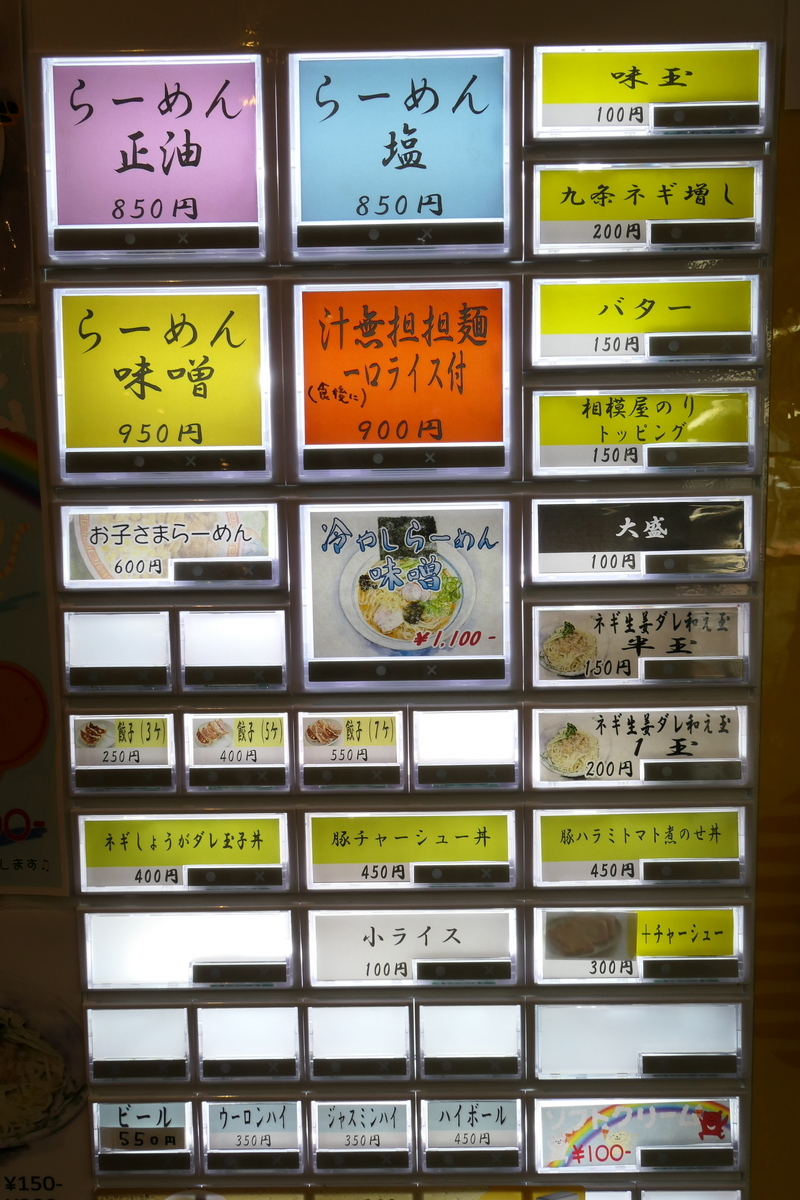 らーめん
正油
850円
らーめん
塩
850円
味玉
100円
九条ネギ増し
200円
らーめん
味噌
950円
汁無担担麺
一口ライス付
(食後に)
900円
バター
150円
相模屋のり
トッピング
150円
お子さまらーめん
600円
冷やしらーめん
味噌
¥1,100-
大盛
100円
ネギ生姜ダレ和え玉
半玉
150円
餃子(3ケ)
250円
餃子(5ケ)
400円
餃子(7ケ)
550円
ネギ生姜ダレ和え玉
1玉
200円
ネギしょうがダレ玉子丼
400円
豚チャーシュー丼
450円
豚ハラミトマト煮のせ丼
450円
小ライス
100円
+チャーシュー
300円
ビール
550円
ウーロンハイ
350円
ジャスミンハイ
350円
ハイボール
450円
ソフトクリーム
¥100-
します♪
¥150-